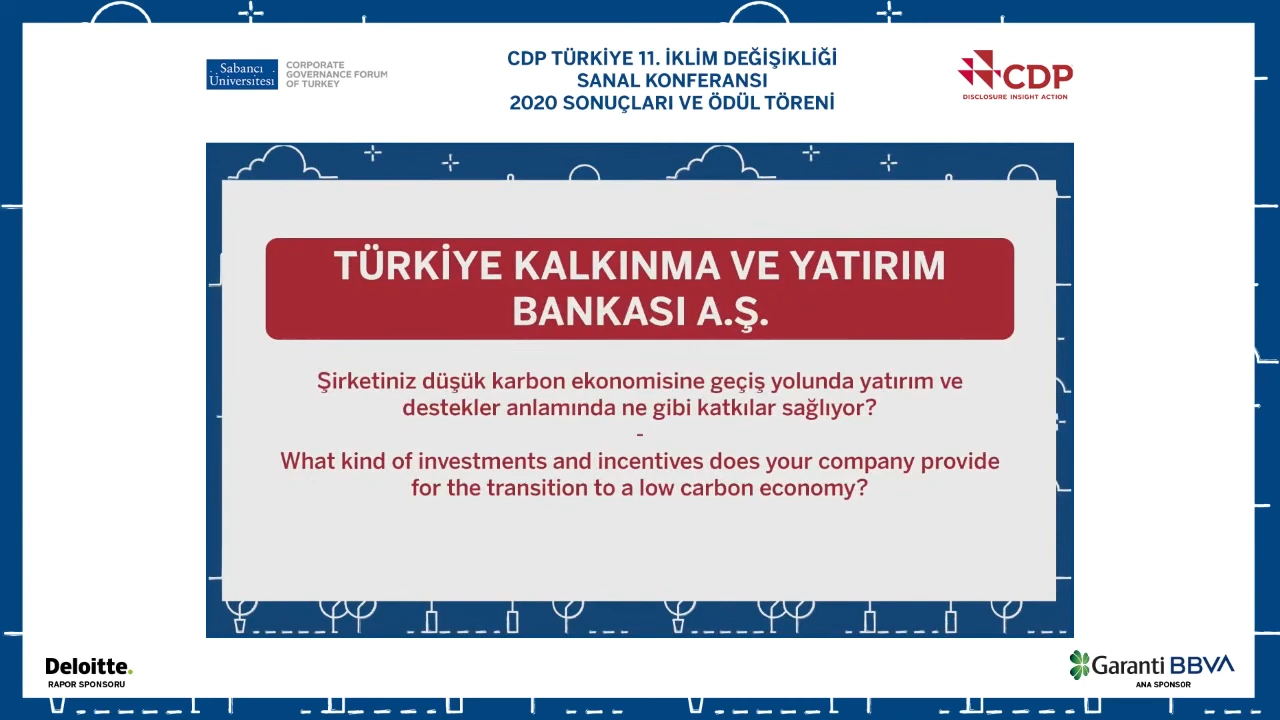 Sabancı
Üniversitesi
CORPORATE
GOVERNANCE FORUM
OF TURKEY
CDP TÜRKİYE 11. İKLİM DEĞİŞİKLİĞİ
SANAL KONFERANSI
2020 SONUÇLARI VE ÖDÜL TÖRENİ
CDP
DISCLOSURE INSIGHT ACTION
TÜRKİYE KALKINMA VE YATIRIM
BANKASI A.Ş.
Şirketiniz düşük karbon ekonomisine geçiş yolunda yatırım ve
destekler anlamında ne gibi katkılar sağlıyor?
-
What kind of investments and incentives does your company provide
for the transition to a low carbon economy?
Deloitte.
RAPOR SPONSORU
Garanti BBVA
ANA SPONSOR